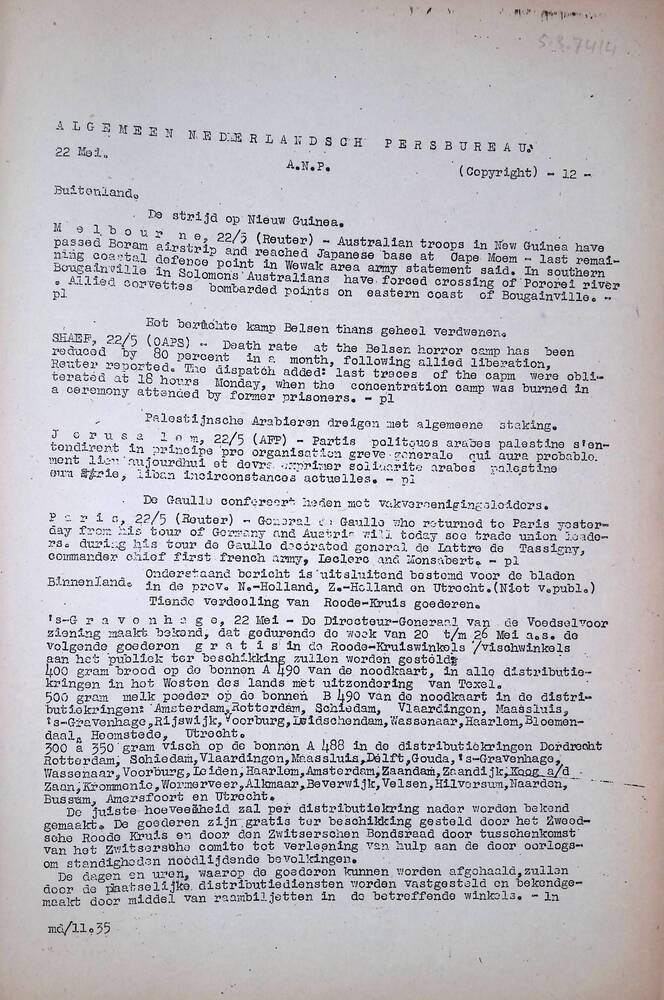 5.3.7414
ALGEMEEN NEDERLANDSCH PERSBUREAU.
22 Mei.
A.N.P.
(Copyright) - 12 -
Buitenland.
De strijd op Nieuw Guinea.
Melbourne, 22/5 (Reuter) - Australian troops in New Guinea have
passed Boram airstrip and reached Japanese base at Cape Moem - last remai-
ning coastal defence point in Wewak area army statement said. In southern
Bougainville in Solomons Australians have forced crossing of Pororei river
. Allied corvettes bombarded points on eastern coast of Bougainville. -
pl
Het beruchte kamp Belsen thans geheel verdwenen.
SHAEF, 22/5 (OAFS) - Death rate at the Belsen horror camp has been
reduced by 80 percent in a month, following allied liberation,
Reuter reported. The dispatch added: last traces of the capm were obli-
terated at 18 hours Monday, when the concentration camp was burned in
a ceremony attended by former prisoners. - pl
Palestijnsche Arabieren dreigen met algemeene staking.
Jerusalem, 22/5 (AFP) - Partis politques arabes palestine s'en-
tendirent in principe pro organisation greve generale qui aura probable.
ment lieu aujourdhui et devra exprimer solidarite arabes palestine
liban incirconstances actuelles. - pl
De Gaulle confereert heden met vakvereenigingsleiders.
Paris, 22/5 (Reuter) - General de Gaulle who returned to Paris yester-
day from his tour of Germany and Austria will today see trade union leade-
rs. during his tour de Gaulle decorated general de Lattre de Tassigny,
commander chief first french army, Leclerc and Monsabert. - pl
Binnenland. Onderstaand bericht is uitsluitend bestemd voor de bladen
in de prov. N.-Holland, Z.-Holland en Utrecht.(Niet v.publ.)
Tiende verdeeling van Roode-Kruis goederen.
's-Gravenhage, 22 Mei - De Directeur-Generaal van de Voedselvoor
ziening maakt bekend, dat gedurende de week van 20 t/m 26 Mei a.s. de
volgende goederen gratis in de Roode-Kruiswinkels /vischwinkels
aan het publiek ter beschikking zullen worden gesteld:
400 gram brood op de bonnen A 490 van de noodkaart, in alle distributie-
kringen in het Westen des lands met uitzondering van Texel.
500 gram melk poeder op de bonnen B 490 van de noodkaart in de distri-
butiekringen: Amsterdam,Rotterdam, Schiedam, Vlaardingen, Maassluis,
's-Gravenhage,Rijswijk,Voorburg,Leidschendam,Wassenaar,Haarlem,Bloemen-
daal, Heemstede, Utrecht.
300 à 350 gram visch op de bonnen A 488 in de distributiekringen Dordrecht
Rotterdam, Schiedam,Vlaardingen,Maassluis,Delft,Gouda,'s-Gravenhage,
Wassenaar,Voorburg,Leiden,Haarlem,Amsterdam,Zaandam,Zaandijk,Koog a/d
Zaan,Krommenie,Wormerveer,Alkmaar,Beverwijk,Velsen,Hilversum,Naarden,
Bussum, Amersfoort en Utrecht.
De juiste hoeveelheid zal per distributiekring nader worden bekend
gemaakt. De goederen zijn gratis ter beschikking gesteld door het Zweed-
sche Roode Kruis en door den Zwitserschen Bondsraad door tusschenkomst
van het Zwitsersche comite tot verleening van hulp aan de door oorlogs-
om standigheden noodlijdende bevolkingen.
De dagen en uren, waarop de goederen kunnen worden afgehaald,zullen
door de plaatselijke distributiediensten worden vastgesteld en bekendge-
maakt door middel van raambiljetten in de betreffende winkels. - ln
md/11.35